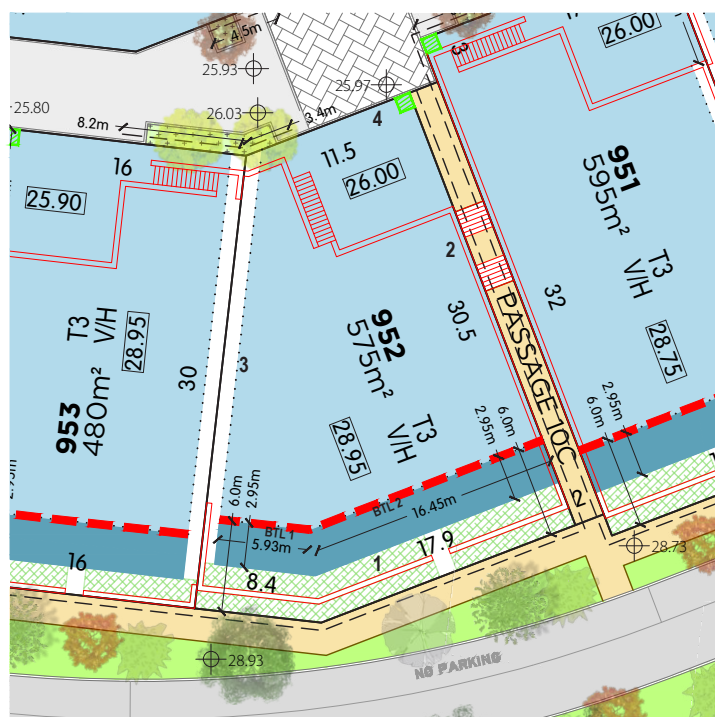 4.5m
26.00
3
25.93
25.97
25.80
26.03
8.2m
3.4m
4
16
11.5
26.00
25.90
951
595m²
T3
V/H
28.75
2
30.5
32
952
575m²
T3
V/H
28.95
T3
V/H
28.95
953
480m²
30
3
PASSAGE 10C
2
2.95m
6.0m
2.95m
6.0m
6.0m
2.95m
BTL 1
5.93m
BTL 2
16.45m
16
8.4
1
17.9
28.73
28.93
NO PARKING